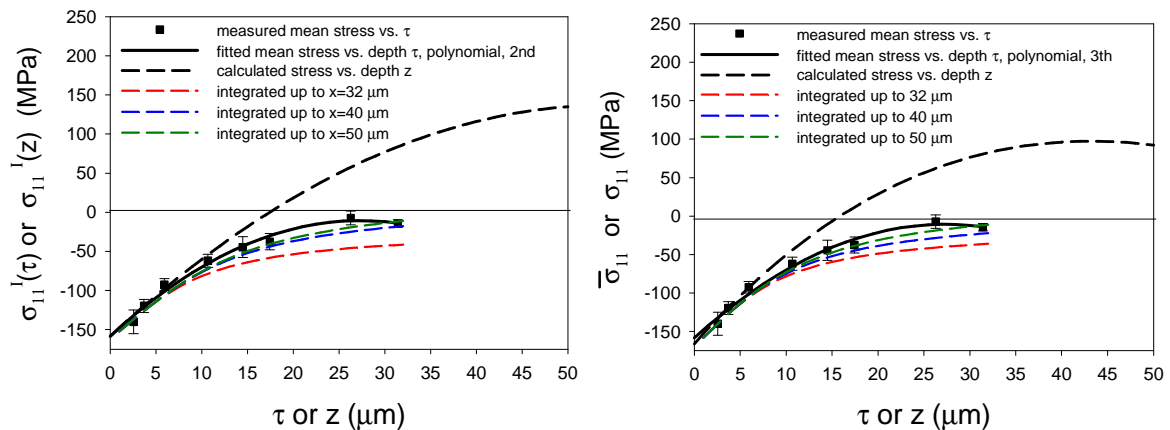 250
200
150
100
50
0
-50
-100
-150
σ₁₁ᴵ(τ) or σ₁₁ᴵ(z) (MPa)
measured mean stress vs. τ
fitted mean stress vs. depth τ, polynomial, 2nd
calculated stress vs. depth z
integrated up to x=32 μm
integrated up to x=40 μm
integrated up to x=50 μm
0 5 10 15 20 25 30 35 40 45 50
τ or z (μm)
250
200
150
100
50
0
-50
-100
-150
σ̅₁₁ or σ₁₁ (MPa)
measured mean stress vs. τ
fitted mean stress vs. depth τ, polynomial, 3th
calculated stress vs. depth z
integrated up to 32 μm
integrated up to 40 μm
integrated up to 50 μm
0 5 10 15 20 25 30 35 40 45 50
τ or z (μm)